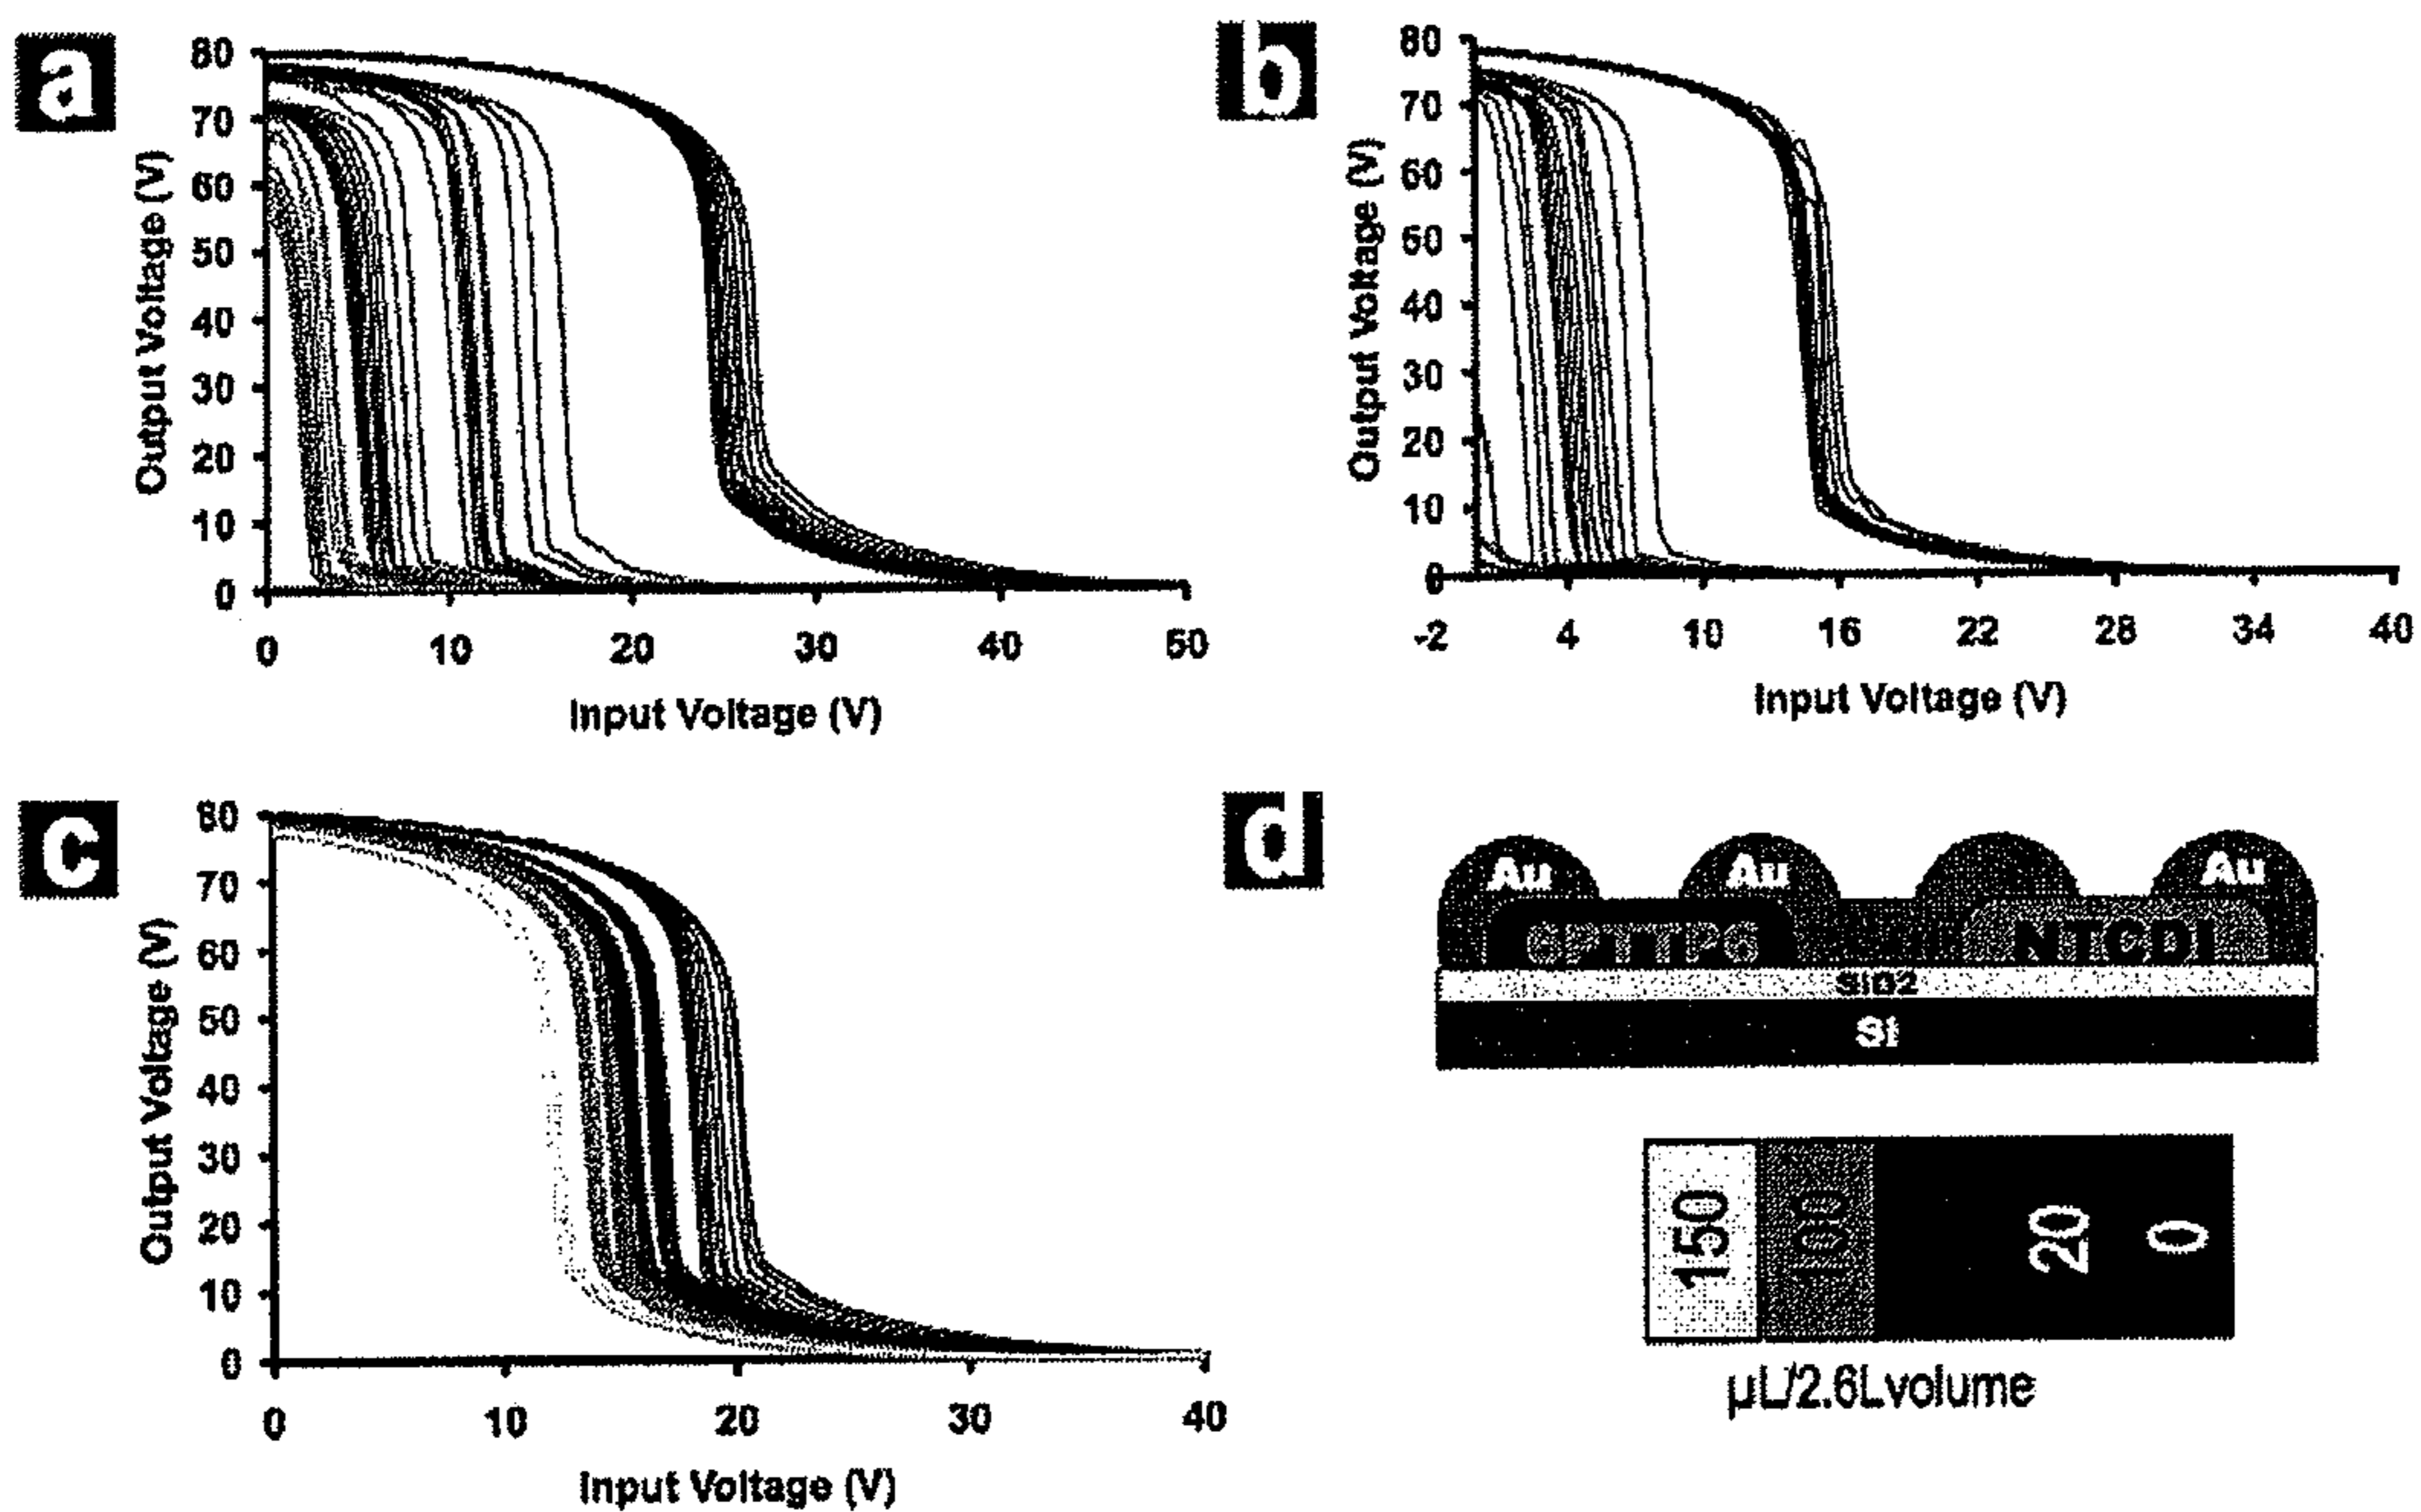 a
80
70
60
50
40
30
20
10
0
Output Voltage (V)
0 10 20 30 40 50
Input Voltage (V)
b
80
70
60
50
40
30
20
10
0
Output Voltage (V)
-2 4 10 16 22 28 34 40
Input Voltage (V)
c
80
70
60
50
40
30
20
10
0
Output Voltage (V)
0 10 20 30 40
Input Voltage (V)
d
Au Au Au
6PTTP6 NTCDI
SiO2
Si
150 100 20 0
µL/2.6Lvolume